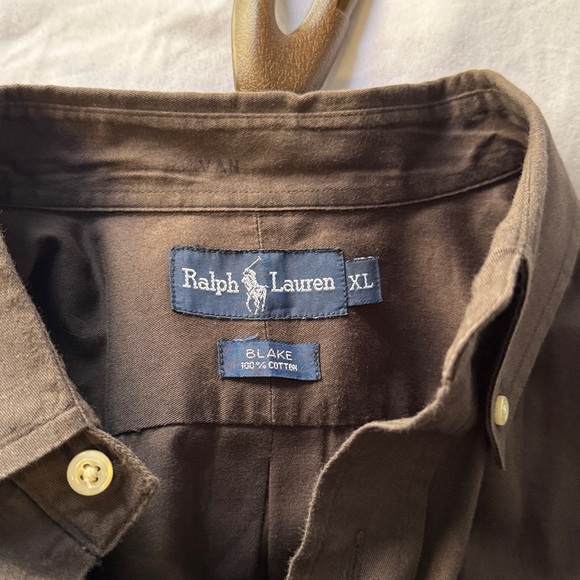 Ralph Lauren XL
BLAKE
100% COTTON